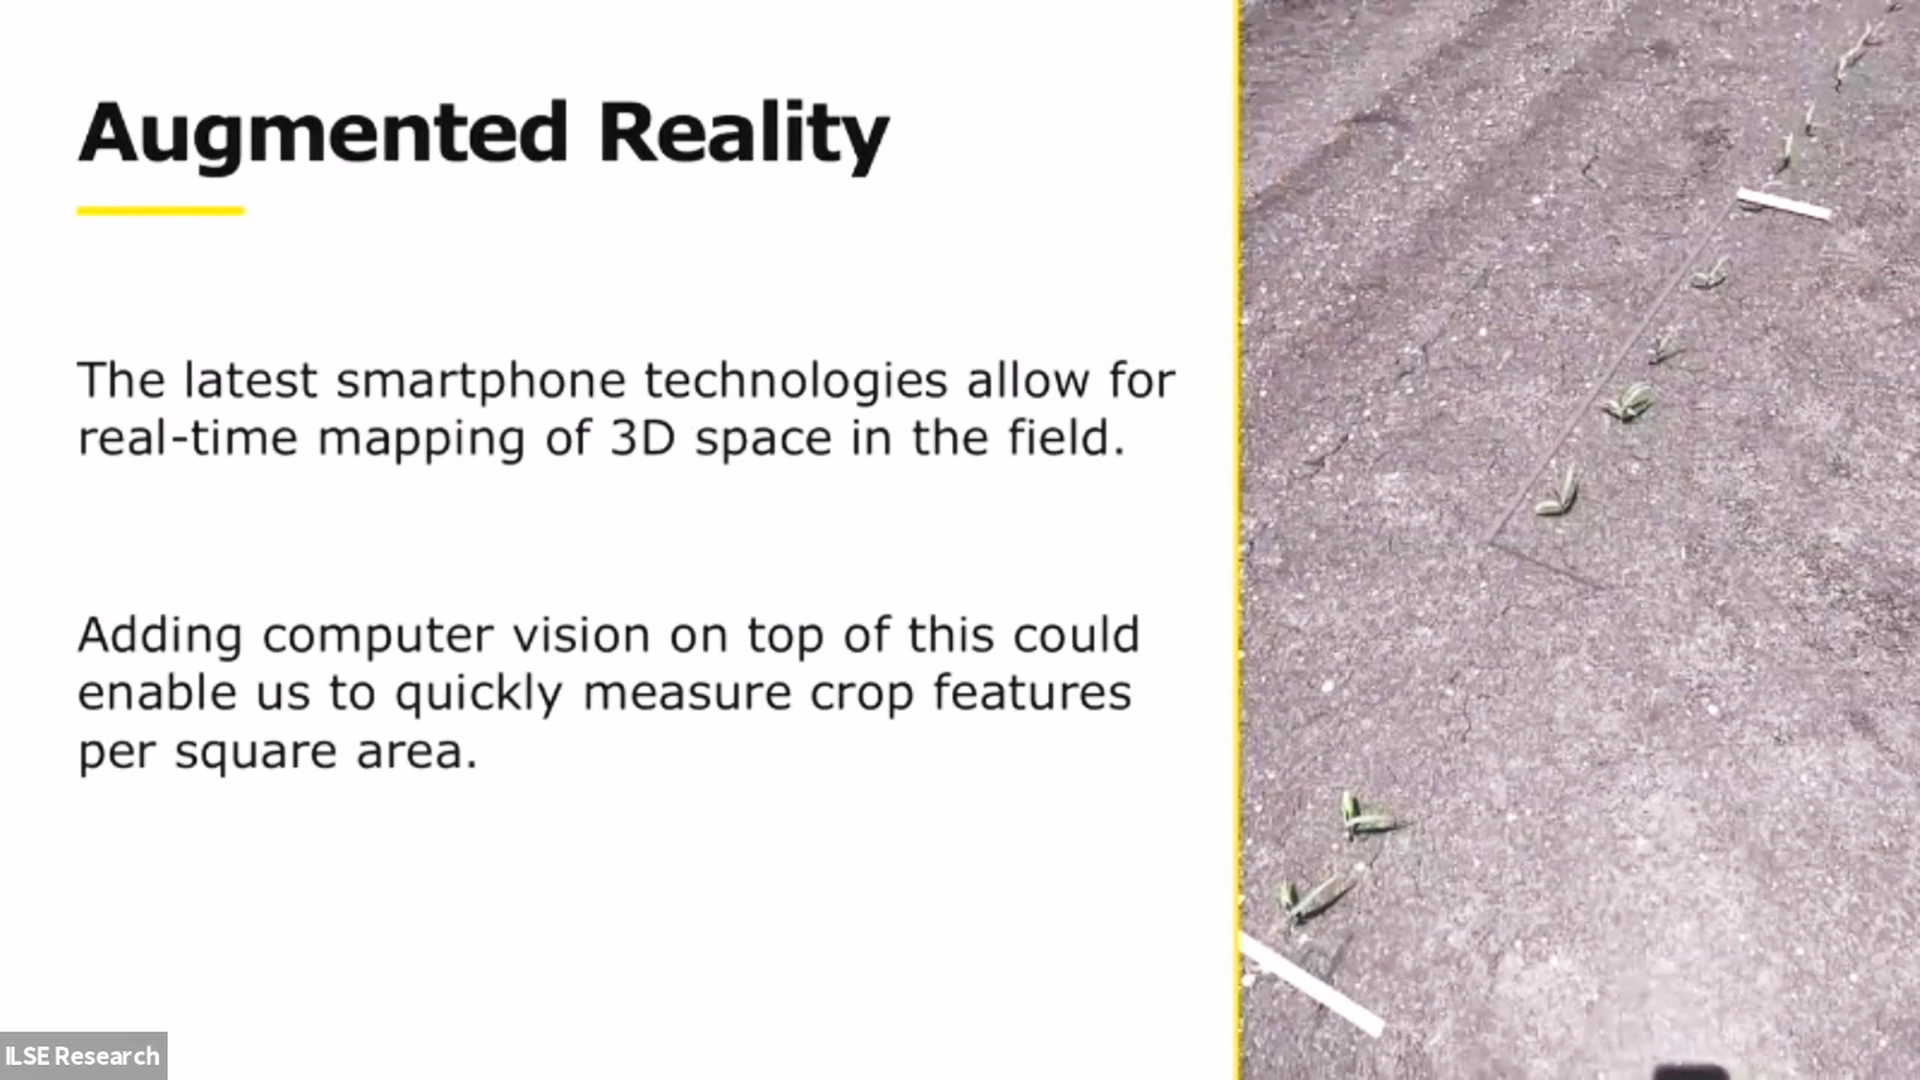 Augmented Reality
The latest smartphone technologies allow for
real-time mapping of 3D space in the field.
Adding computer vision on top of this could
enable us to quickly measure crop features
per square area.
ILSE Research